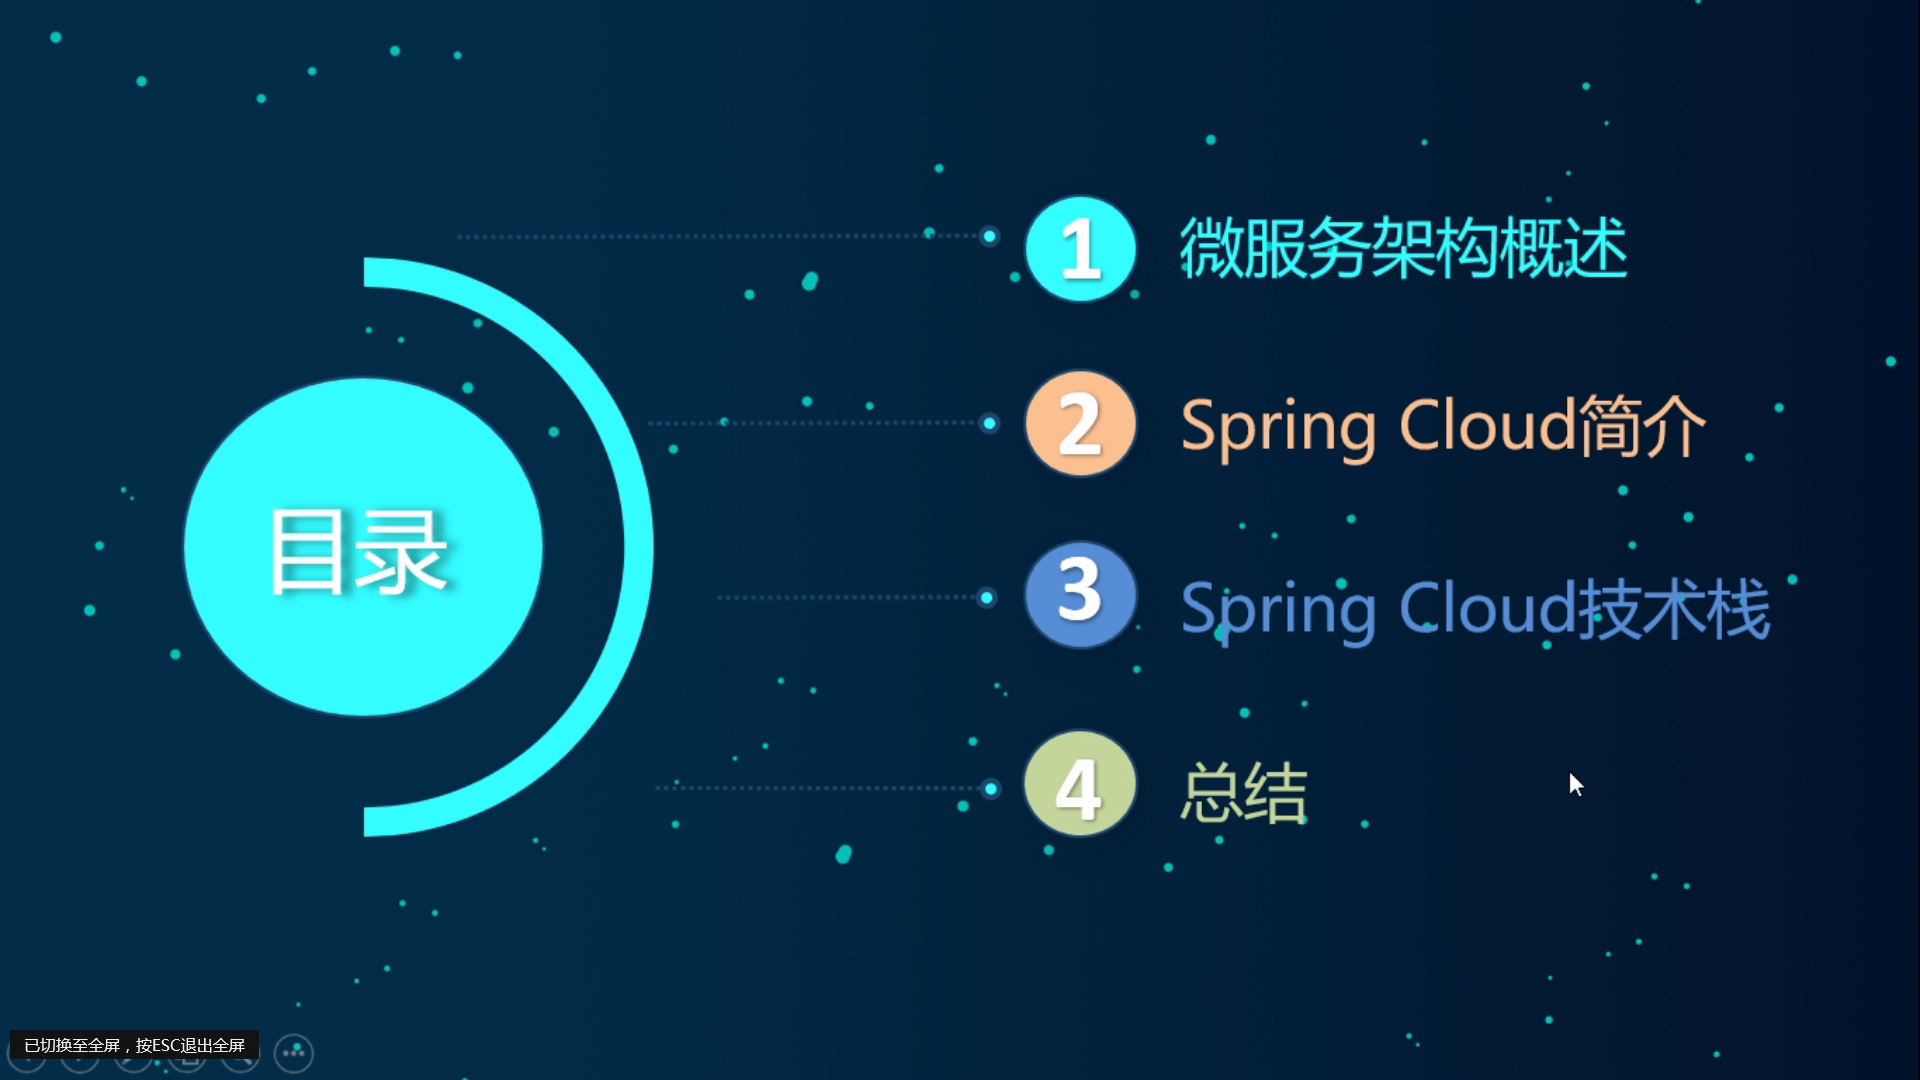 目录
1 微服务架构概述
2 Spring Cloud简介
3 Spring Cloud技术栈
4 总结
已切换至全屏，按ESC退出全屏